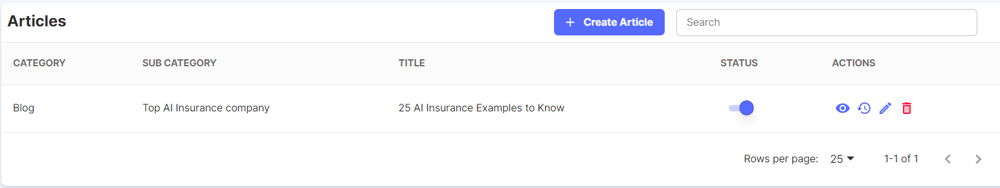 Articles
+ Create Article
Search
CATEGORY SUB CATEGORY TITLE STATUS ACTIONS
Blog Top AI Insurance company 25 AI Insurance Examples to Know
Rows per page: 25 1-1 of 1